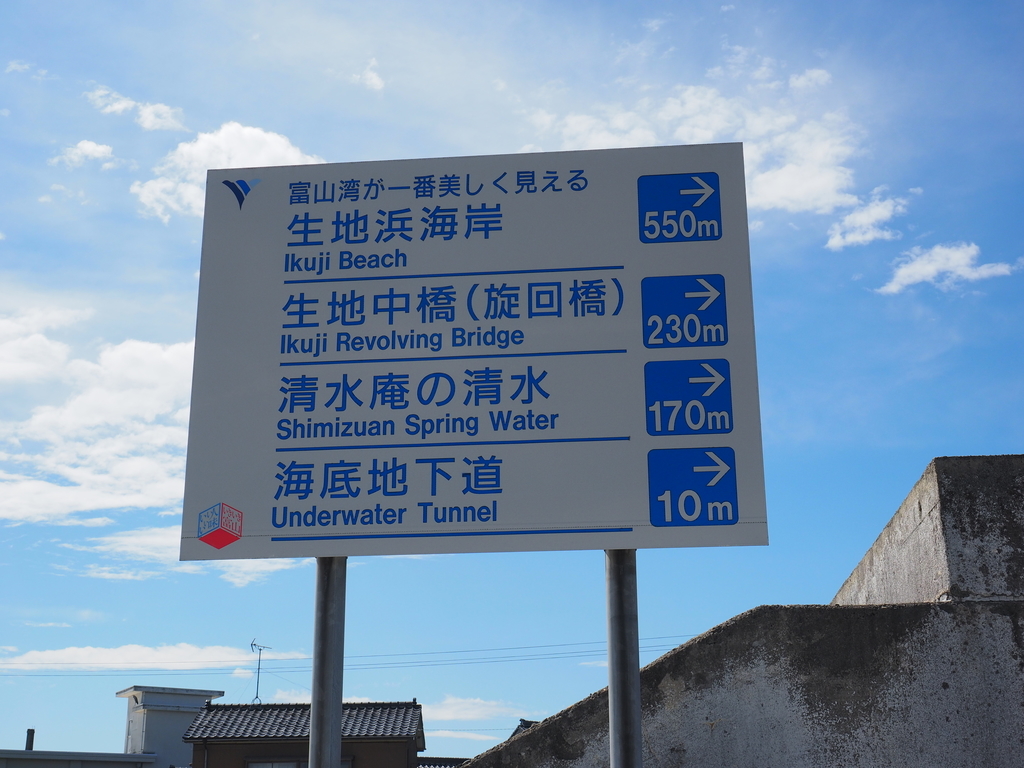 富山湾が一番美しく見える
生地浜海岸
Ikuji Beach
550m
生地中橋(旋回橋)
Ikuji Revolving Bridge
230m
清水庵の清水
Shimizuan Spring Water
170m
海底地下道
Underwater Tunnel
10m